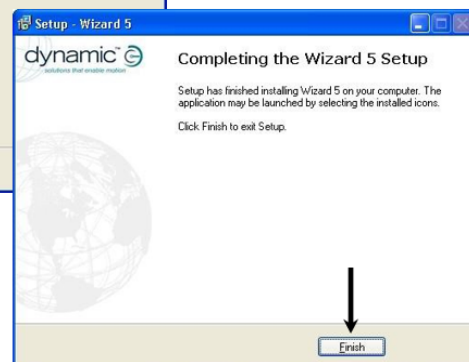 Setup - Wizard 5
dynamic™
solutions that enable motion
Completing the Wizard 5 Setup
Setup has finished installing Wizard 5 on your computer. The
application may be launched by selecting the installed icons.
Click Finish to exit Setup.
Finish